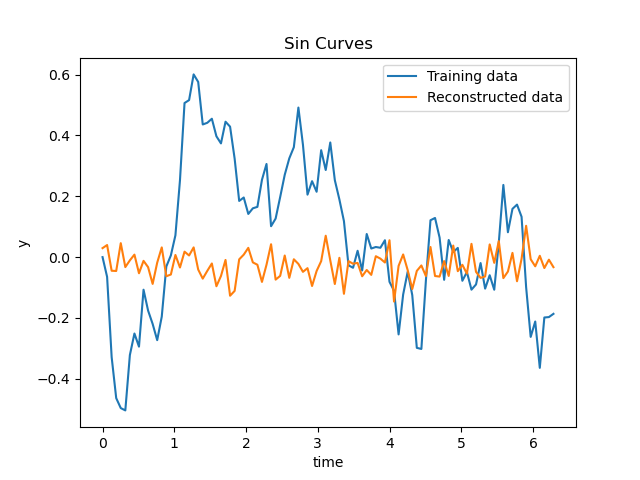 Sin Curves
Training data
Reconstructed data
0.6
0.4
0.2
0.0
−0.2
−0.4
y
0 1 2 3 4 5 6
time